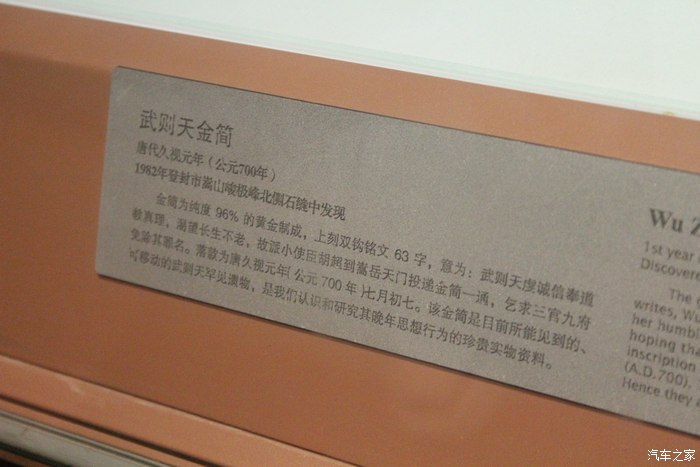 武则天金简
唐代久视元年（公元700年）
1982年登封市嵩山峻极峰北侧石缝中发现
金简为纯度 96% 的黄金制成，上刻双钩铭文 63 字，意为：武则天虔诚信奉道
教真理，渴望长生不老，故派小使臣胡超到嵩岳天门投递金简一通，乞求三官九府
免除其罪名。落款为唐久视元年（公元 700 年）七月初七。该金简是目前所能见到的、
可移动的武则天罕见遗物，是我们认识和研究其晚年思想行为的珍贵实物资料。
Wu Z
1st year
Discovere
The
writes, Wu
her humb
hoping tha
inscription
(A.D.700)
Hence they
汽车之家